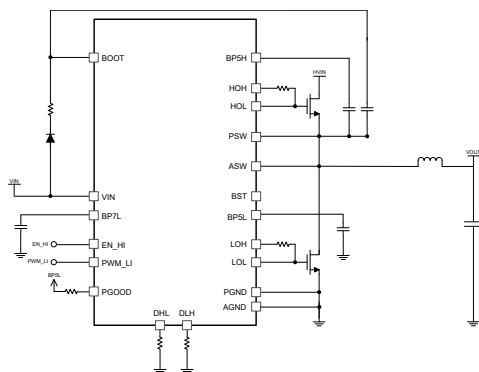 BOOT
BP5H
HVIN
HOH
HOL
PSW
VOUT
ASW
VIN
VIN
BST
BP7L
BP5L
EN_HI
EN_HI
LOH
PWM_LI
PWM_LI
LOL
BP5L
PGOOD
PGND
AGND
DHL
DLH